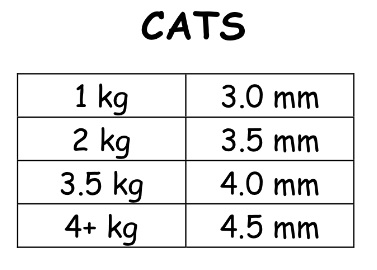 CATS
1 kg 3.0 mm
2 kg 3.5 mm
3.5 kg 4.0 mm
4+ kg 4.5 mm